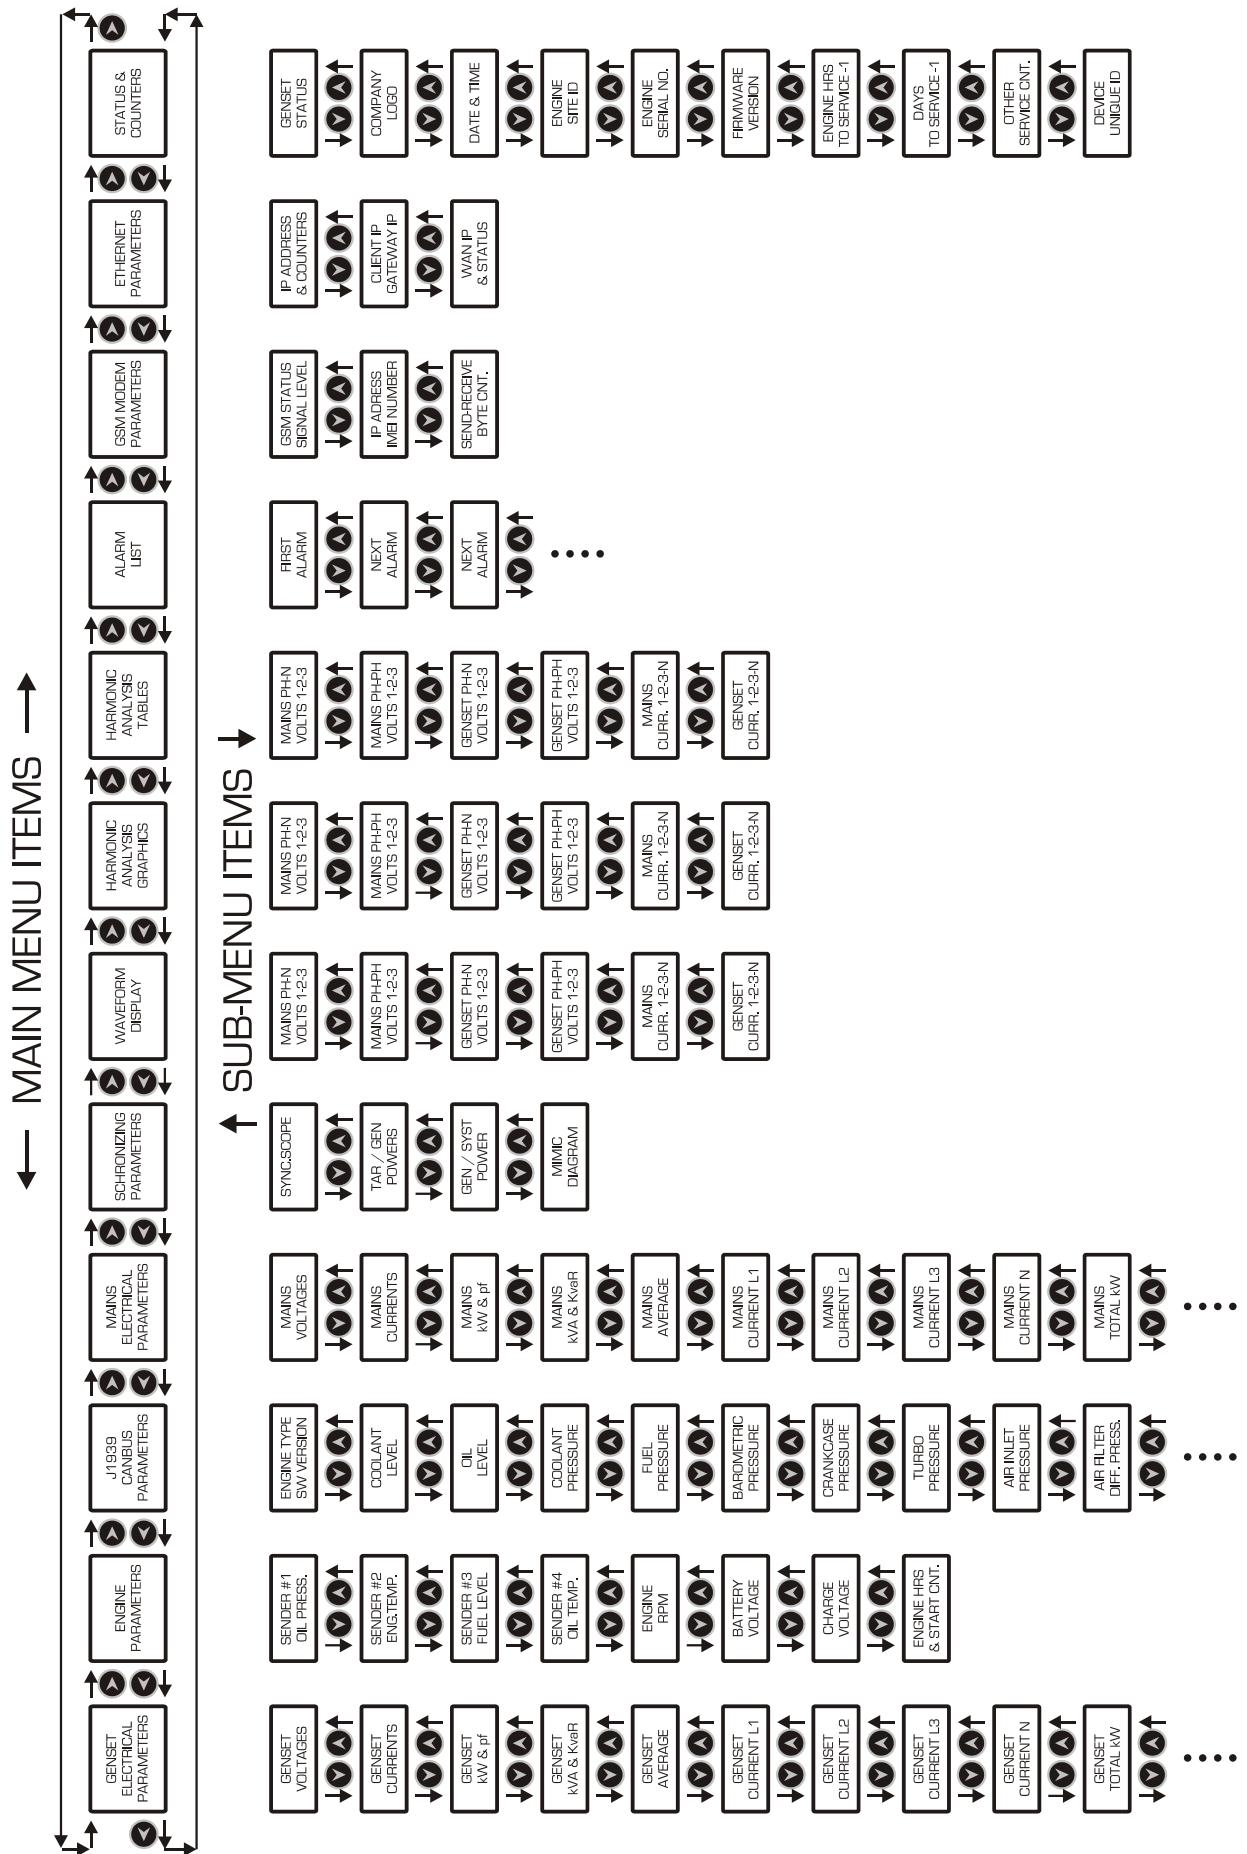 MAIN MENU ITEMS
GENSET
ELECTRICAL
PARAMETERS
ENGINE
PARAMETERS
J1939
CANBUS
PARAMETERS
MAINS
ELECTRICAL
PARAMETERS
SCHRONIZING
PARAMETERS
WAVEFORM
DISPLAY
HARMONIC
ANALYSIS
GRAPHICS
HARMONIC
ANALYSIS
TABLES
ALARM
LIST
GSM MODEM
PARAMETERS
ETHERNET
PARAMETERS
STATUS &
COUNTERS
SUB-MENU ITEMS
GENSET
VOLTAGES
GENSET
CURRENTS
GENSET
kW & pf
GENSET
kVA & KvaR
GENSET
AVERAGE
GENSET
CURRENT L1
GENSET
CURRENT L2
GENSET
CURRENT L3
GENSET
CURRENT N
GENSET
TOTAL kW
SENDER #1
OIL PRESS.
SENDER #2
ENG.TEMP.
SENDER #3
FUEL LEVEL
SENDER #4
OIL TEMP.
ENGINE
RPM
BATTERY
VOLTAGE
CHARGE
VOLTAGE
ENGINE HRS
& START CNT.
ENGINE TYPE
SW VERSION
COOLANT
LEVEL
OIL
LEVEL
COOLANT
PRESSURE
FUEL
PRESSURE
BAROMETRIC
PRESSURE
CRANKCASE
PRESSURE
TURBO
PRESSURE
AIR INLET
PRESSURE
AIR FILTER
DIFF. PRESS.
MAINS
VOLTAGES
MAINS
CURRENTS
MAINS
kW & pf
MAINS
kVA & KvaR
MAINS
AVERAGE
MAINS
CURRENT L1
MAINS
CURRENT L2
MAINS
CURRENT L3
MAINS
CURRENT N
MAINS
TOTAL kW
SYNC.SCOPE
TAR / GEN
POWERS
GEN / SYST
POWER
MIMIC
DIAGRAM
MAINS PH-N
VOLTS 1-2-3
MAINS PH-PH
VOLTS 1-2-3
GENSET PH-N
VOLTS 1-2-3
GENSET PH-PH
VOLTS 1-2-3
MAINS
CURR. 1-2-3-N
GENSET
CURR. 1-2-3-N
MAINS PH-N
VOLTS 1-2-3
MAINS PH-PH
VOLTS 1-2-3
GENSET PH-N
VOLTS 1-2-3
GENSET PH-PH
VOLTS 1-2-3
MAINS
CURR. 1-2-3-N
GENSET
CURR. 1-2-3-N
MAINS PH-N
VOLTS 1-2-3
MAINS PH-PH
VOLTS 1-2-3
GENSET PH-N
VOLTS 1-2-3
GENSET PH-PH
VOLTS 1-2-3
MAINS
CURR. 1-2-3-N
GENSET
CURR. 1-2-3-N
FIRST
ALARM
NEXT
ALARM
NEXT
ALARM
GSM STATUS
SIGNAL LEVEL
IP ADRESS
IMEI NUMBER
SEND-RECEIVE
BYTE CNT.
IP ADDRESS
& COUNTERS
CLIENT IP
GATEWAY IP
WAN IP
& STATUS
GENSET
STATUS
COMPANY
LOGO
DATE & TIME
ENGINE
SITE ID
ENGINE
SERIAL NO.
FIRMWARE
VERSION
ENGINE HRS
TO SERVICE -1
DAYS
TO SERVICE -1
OTHER
SERVICE CNT.
DEVICE
UNIQUE ID